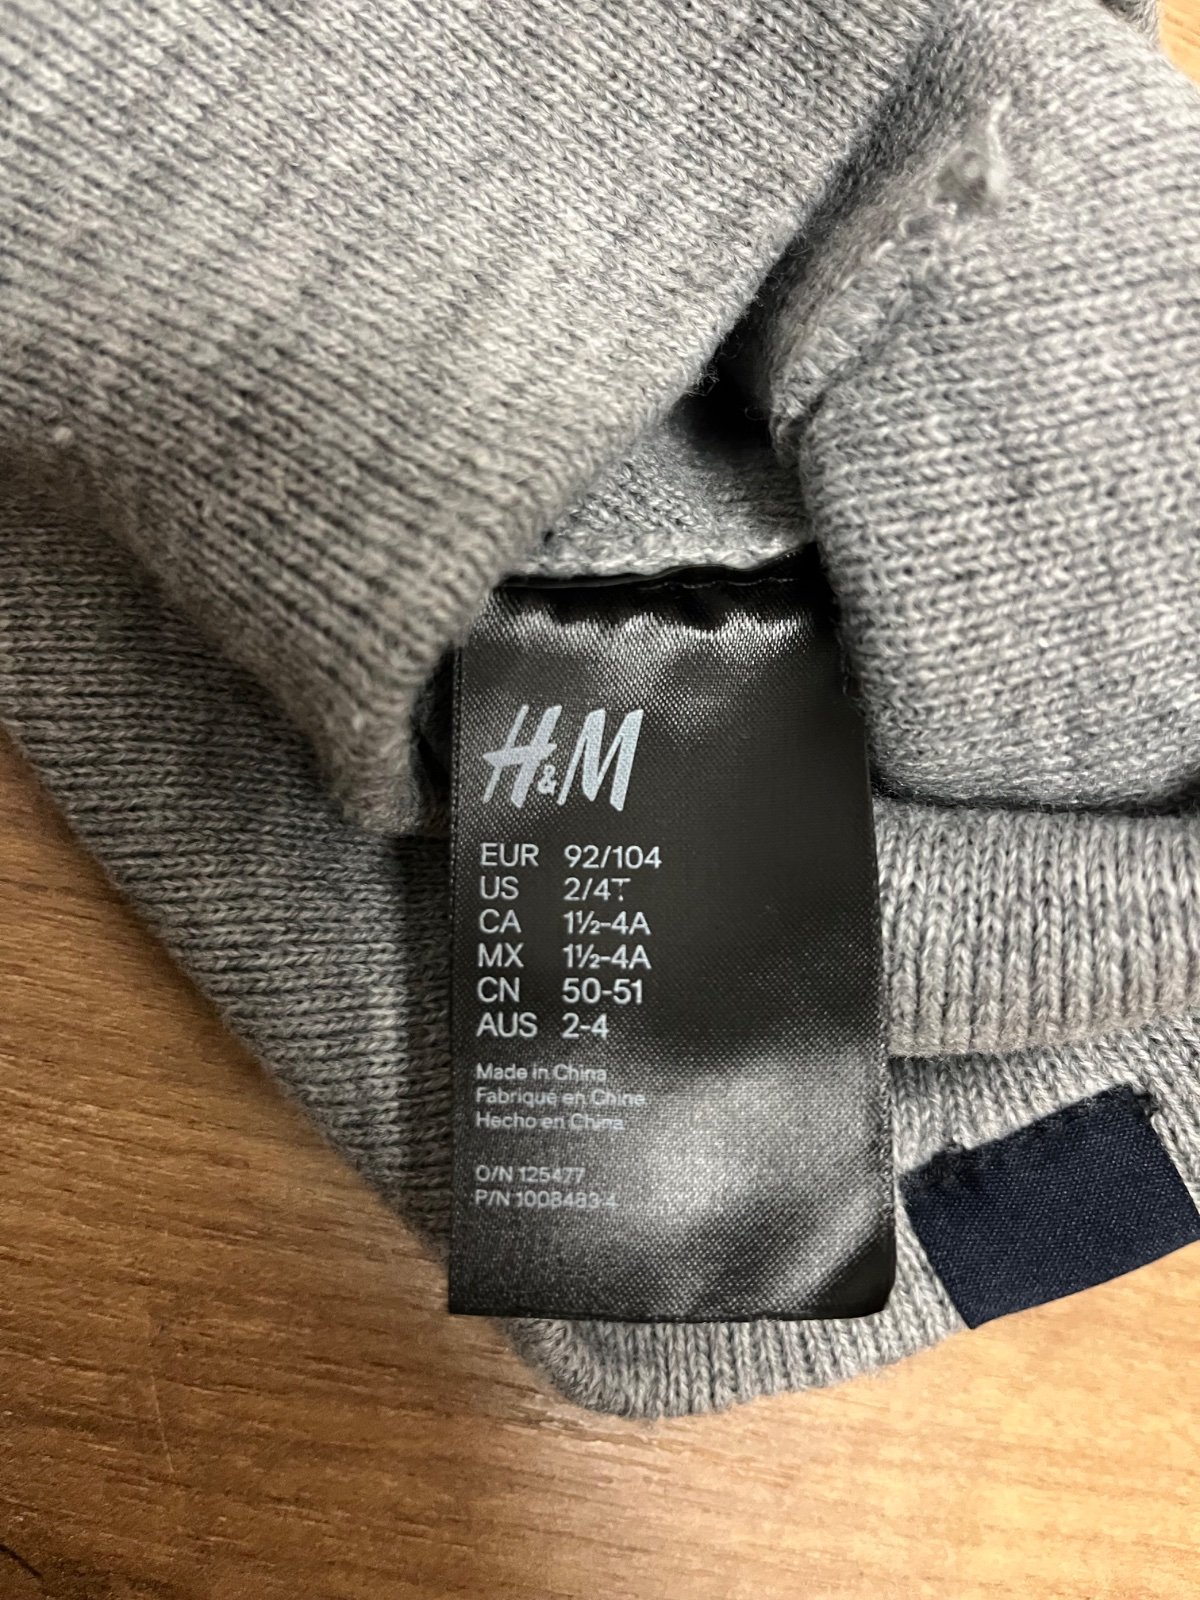 H&M
EUR 92/104
US 2/4T
CA 1½-4A
MX 1½-4A
CN 50-51
AUS 2-4
Made in China
Fabriqué en Chine
Hecho en China
O/N 125477
P/N 1008483-4